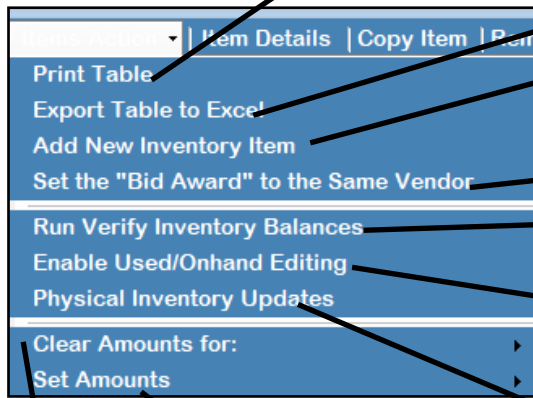 Items Action | Item Details | Copy Item |
Print Table
Export Table to Excel
Add New Inventory Item
Set the "Bid Award" to the Same Vendor
Run Verify Inventory Balances
Enable Used/Onhand Editing
Physical Inventory Updates
Clear Amounts for:
Set Amounts